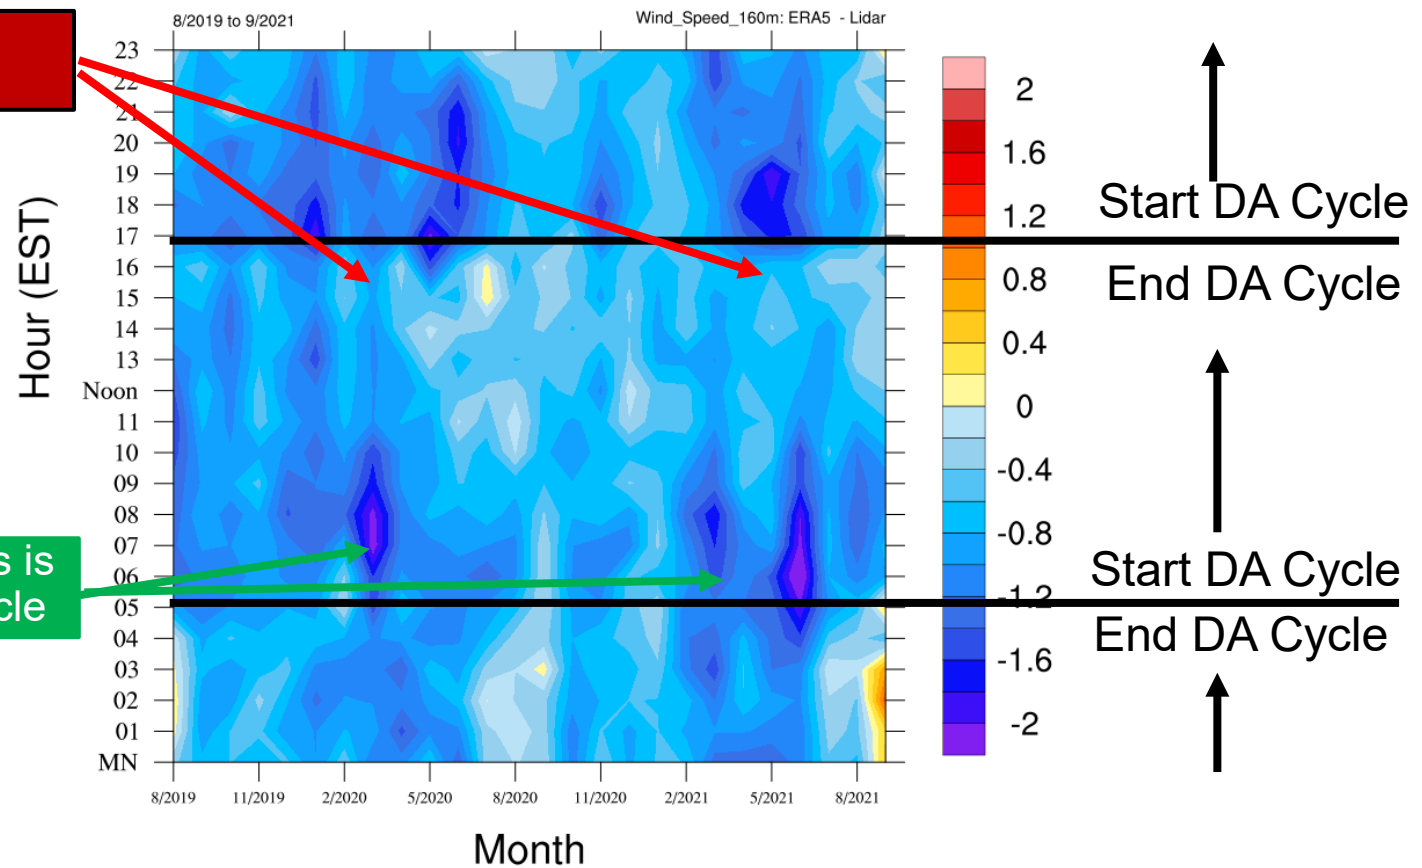 8/2019 to 9/2021
Wind_Speed_160m: ERA5 - Lidar
Hour (EST)
23
22
21
20
19
18
17
16
15
14
13
Noon
11
10
09
08
07
06
05
04
03
02
01
MN
s is
cle
8/2019 11/2019 2/2020 5/2020 8/2020 11/2020 2/2021 5/2021 8/2021
Month
2
1.6
1.2
0.8
0.4
0
-0.4
-0.8
-1.2
-1.6
-2
Start DA Cycle
End DA Cycle
Start DA Cycle
End DA Cycle